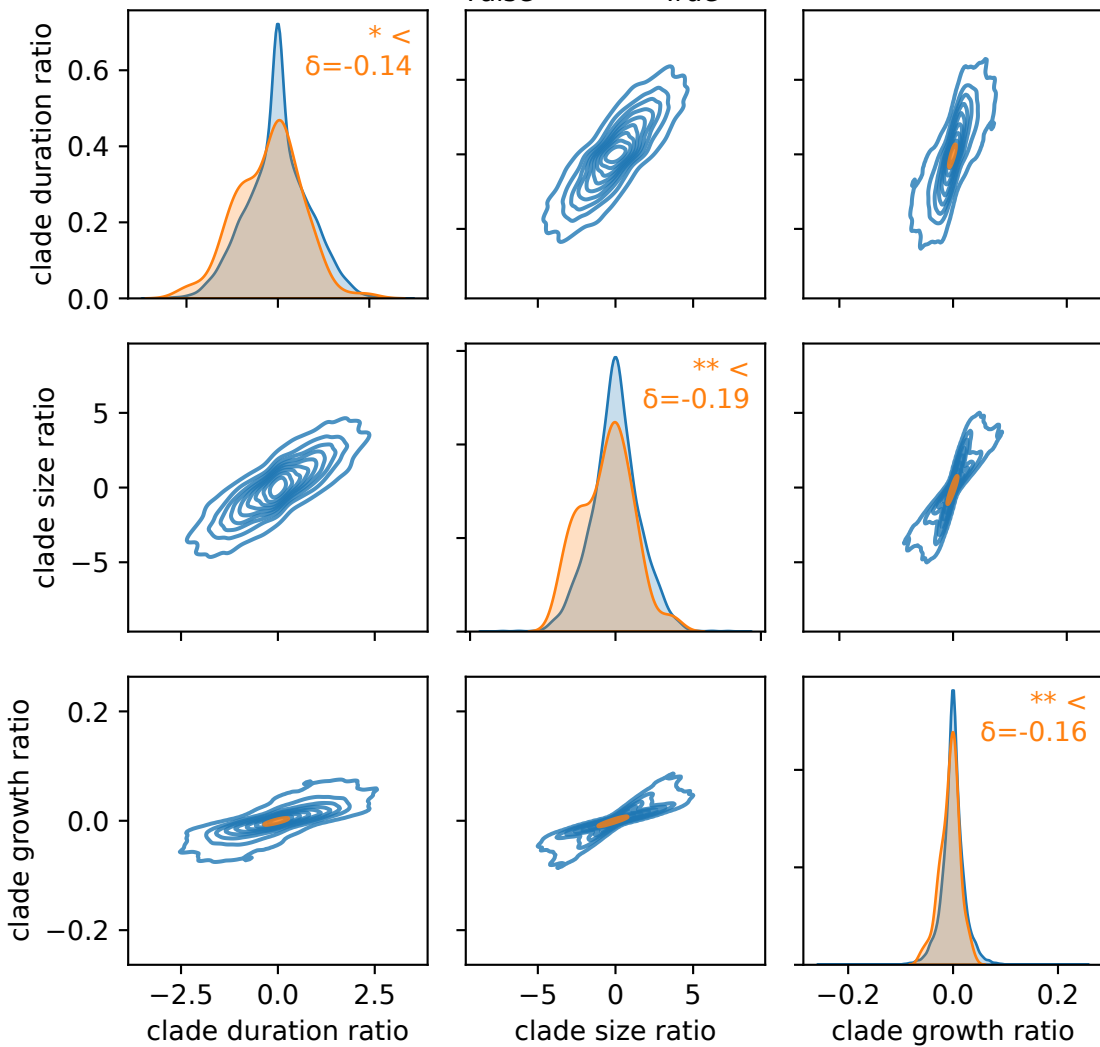 clade duration ratio
0.6
0.4
0.2
0.0
* <
δ=-0.14
clade size ratio
5
0
−5
** <
δ=-0.19
clade growth ratio
0.2
0.0
−0.2
** <
δ=-0.16
−2.5 0.0 2.5
clade duration ratio
−5 0 5
clade size ratio
−0.2 0.0 0.2
clade growth ratio